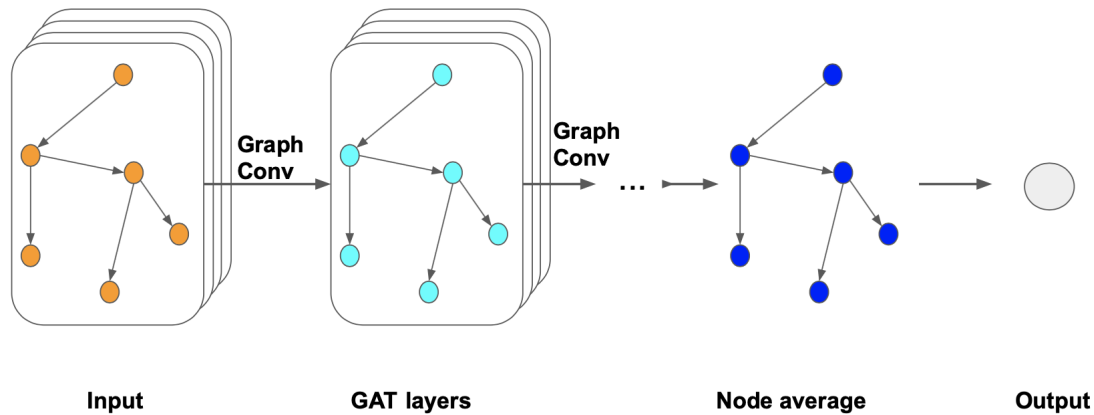 Graph
Conv
Graph
Conv
...
Input
GAT layers
Node average
Output